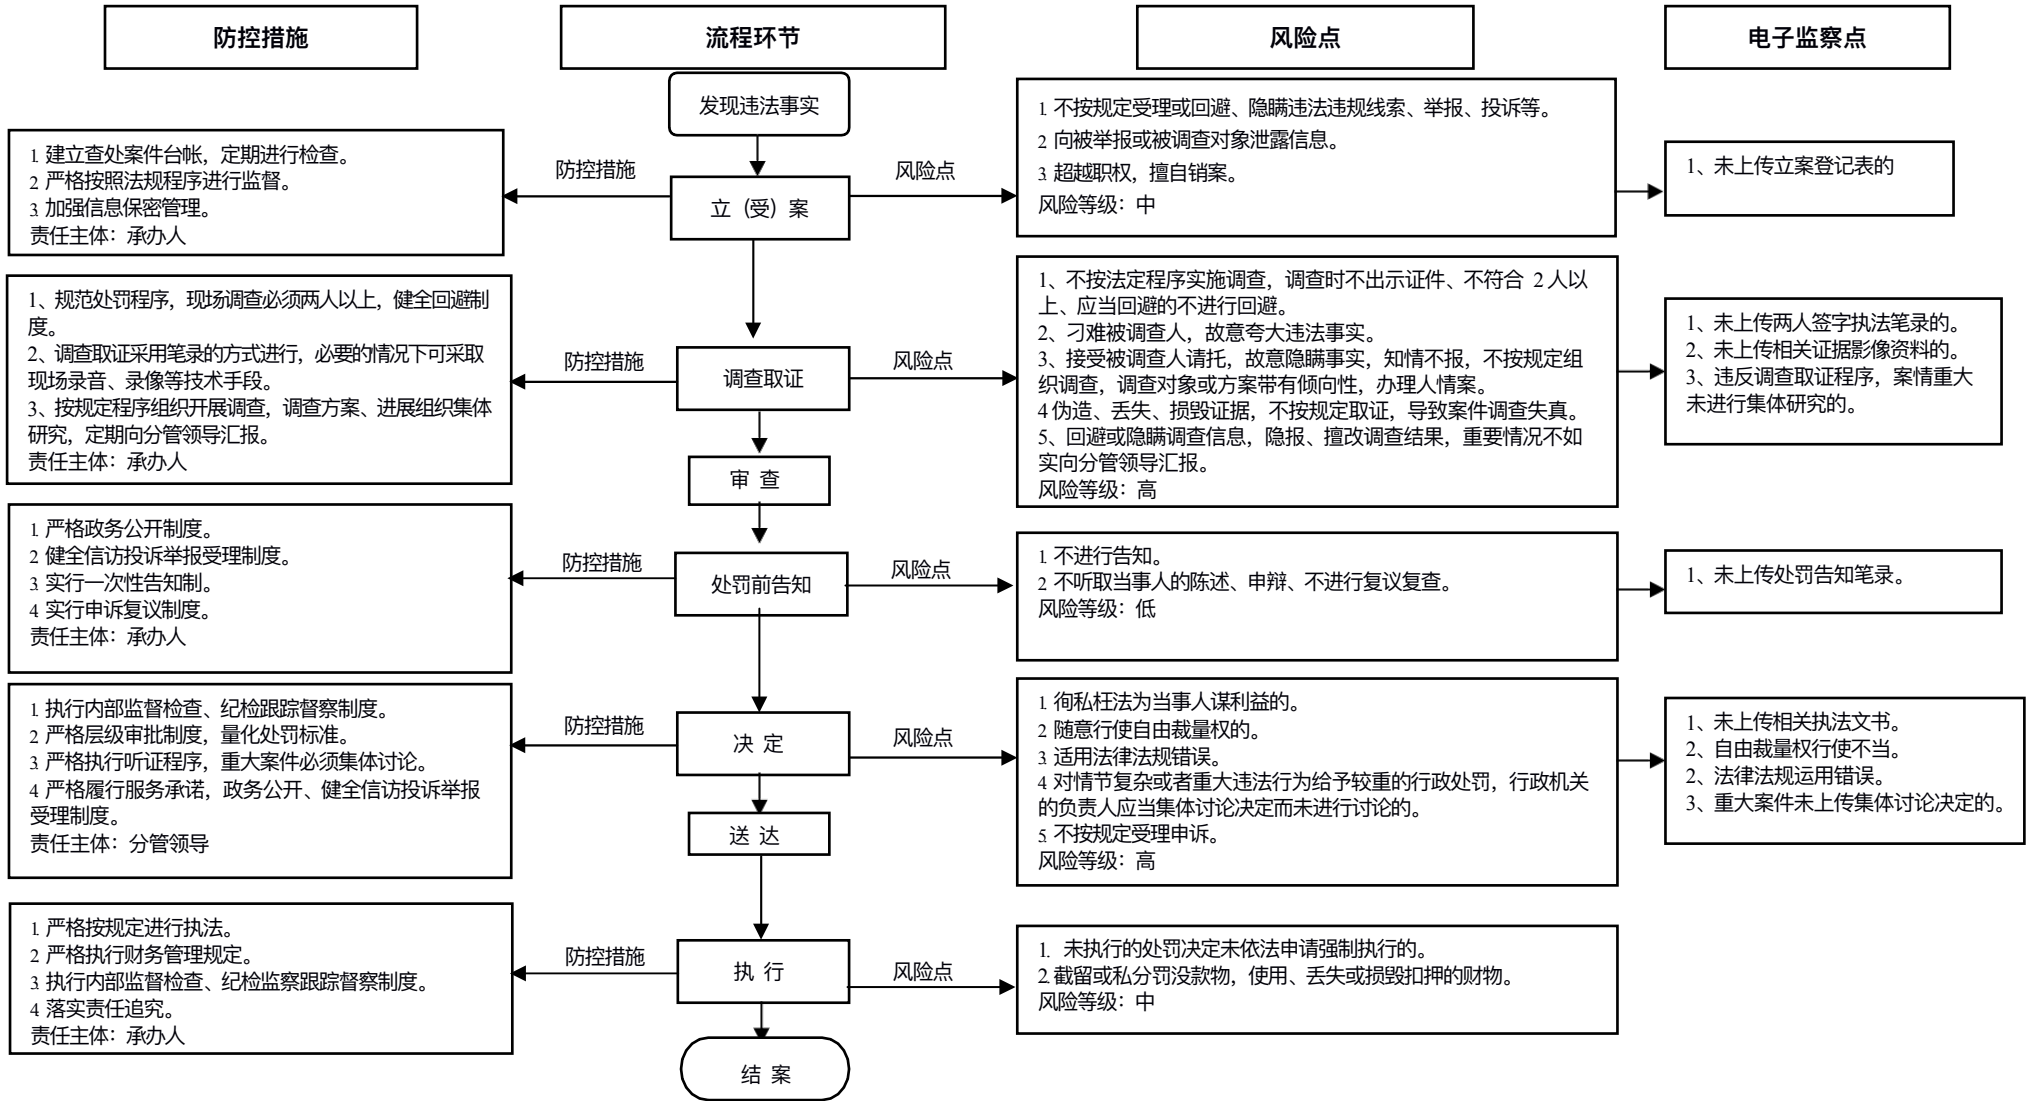 防控措施
流程环节
风险点
电子监察点
发现违法事实
1. 建立查处案件台帐，定期进行检查。
2 严格按照法规程序进行监督。
3. 加强信息保密管理。
责任主体：承办人
防控措施
立（受）案
风险点
1. 不按规定受理或回避、隐瞒违法违规线索、举报、投诉等。
2 向被举报或被调查对象泄露信息。
3. 超越职权，擅自销案。
风险等级：中
1、未上传立案登记表的
1、规范处罚程序，现场调查必须两人以上，健全回避制
度。
2、调查取证采用笔录的方式进行，必要的情况下可采取
现场录音、录像等技术手段。
3、按规定程序组织开展调查，调查方案、进展组织集体
研究，定期向分管领导汇报。
责任主体：承办人
防控措施
调查取证
风险点
1、不按法定程序实施调查，调查时不出示证件、不符合 2 人以
上、应当回避的不进行回避。
2、刁难被调查人，故意夸大违法事实。
3、接受被调查人请托，故意隐瞒事实，知情不报，不按规定组
织调查，调查对象或方案带有倾向性，办理人情案。
4 伪造、丢失、损毁证据，不按规定取证，导致案件调查失真。
5、回避或隐瞒调查信息，隐报、擅改调查结果，重要情况不如
实向分管领导汇报。
风险等级：高
1、未上传两人签字执法笔录的。
2、未上传相关证据影像资料的。
3、违反调查取证程序，案情重大
未进行集体研究的。
审 查
1. 严格政务公开制度。
2 健全信访投诉举报受理制度。
3. 实行一次性告知制。
4 实行申诉复议制度。
责任主体：承办人
防控措施
处罚前告知
风险点
1. 不进行告知。
2 不听取当事人的陈述、申辩、不进行复议复查。
风险等级：低
1、未上传处罚告知笔录。
1. 执行内部监督检查、纪检跟踪督察制度。
2 严格层级审批制度，量化处罚标准。
3. 严格执行听证程序，重大案件必须集体讨论。
4 严格履行服务承诺，政务公开、健全信访投诉举报
受理制度。
责任主体：分管领导
防控措施
决 定
风险点
1. 徇私枉法为当事人谋利益的。
2 随意行使自由裁量权的。
3. 适用法律法规错误。
4 对情节复杂或者重大违法行为给予较重的行政处罚，行政机关
的负责人应当集体讨论决定而未进行讨论的。
5. 不按规定受理申诉。
风险等级：高
1、未上传相关执法文书。
2、自由裁量权行使不当。
2、法律法规运用错误。
3、重大案件未上传集体讨论决定的。
送 达
1. 严格按规定进行执法。
2 严格执行财务管理规定。
3. 执行内部监督检查、纪检监察跟踪督察制度。
4 落实责任追究。
责任主体：承办人
防控措施
执 行
风险点
1. 未执行的处罚决定未依法申请强制执行的。
2. 截留或私分罚没款物，使用、丢失或损毁扣押的财物。
风险等级：中
结 案